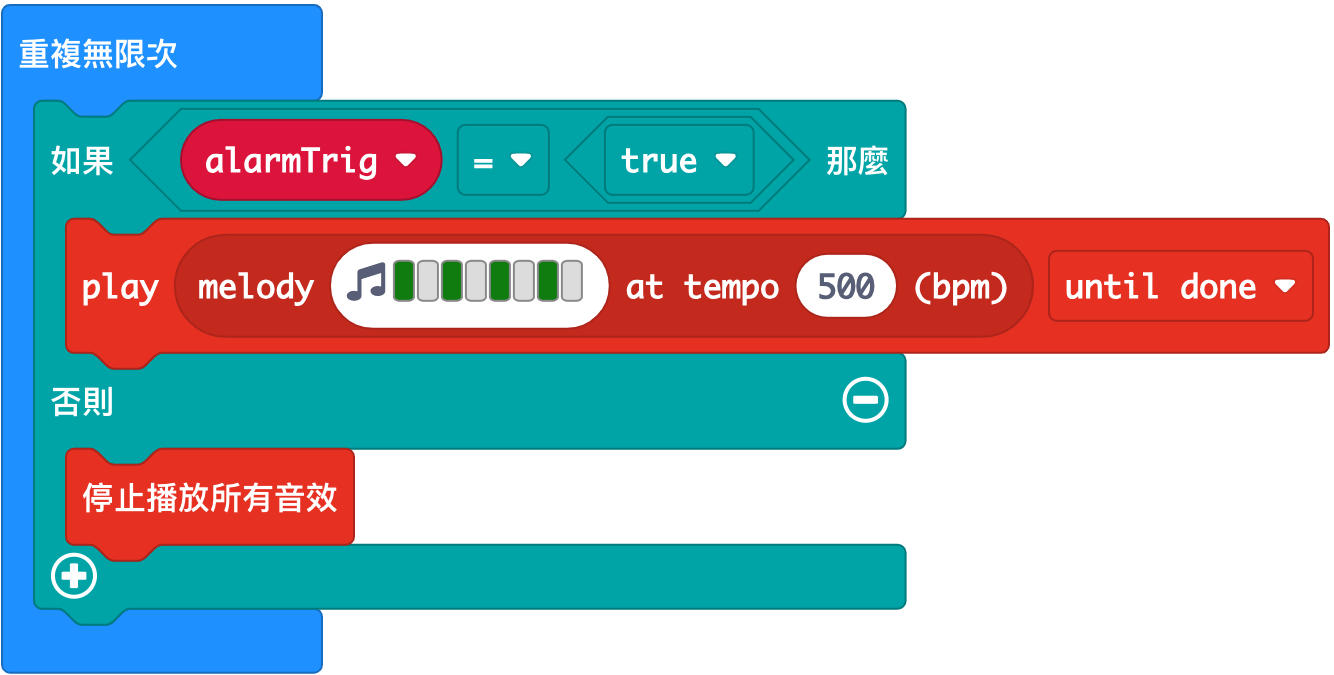 重複無限次
如果 alarmTrig = true 那麼
play melody at tempo 500 (bpm) until done
否則
停止播放所有音效